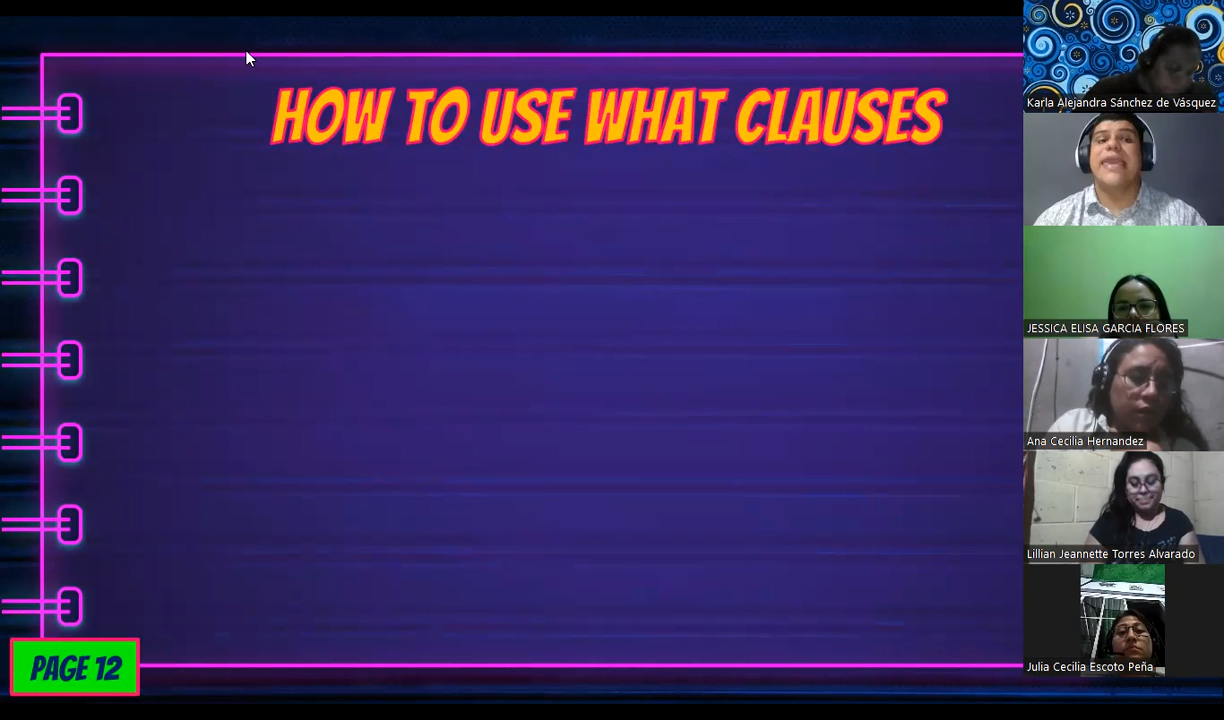 HOW TO USE WHAT CLAUSES
PAGE 12
Karla Alejandra Sánchez de Vásquez
JESSICA ELISA GARCIA FLORES
Ana Cecilia Hernandez
Lillian Jeannette Torres Alvarado
Julia Cecilia Escoto Peña